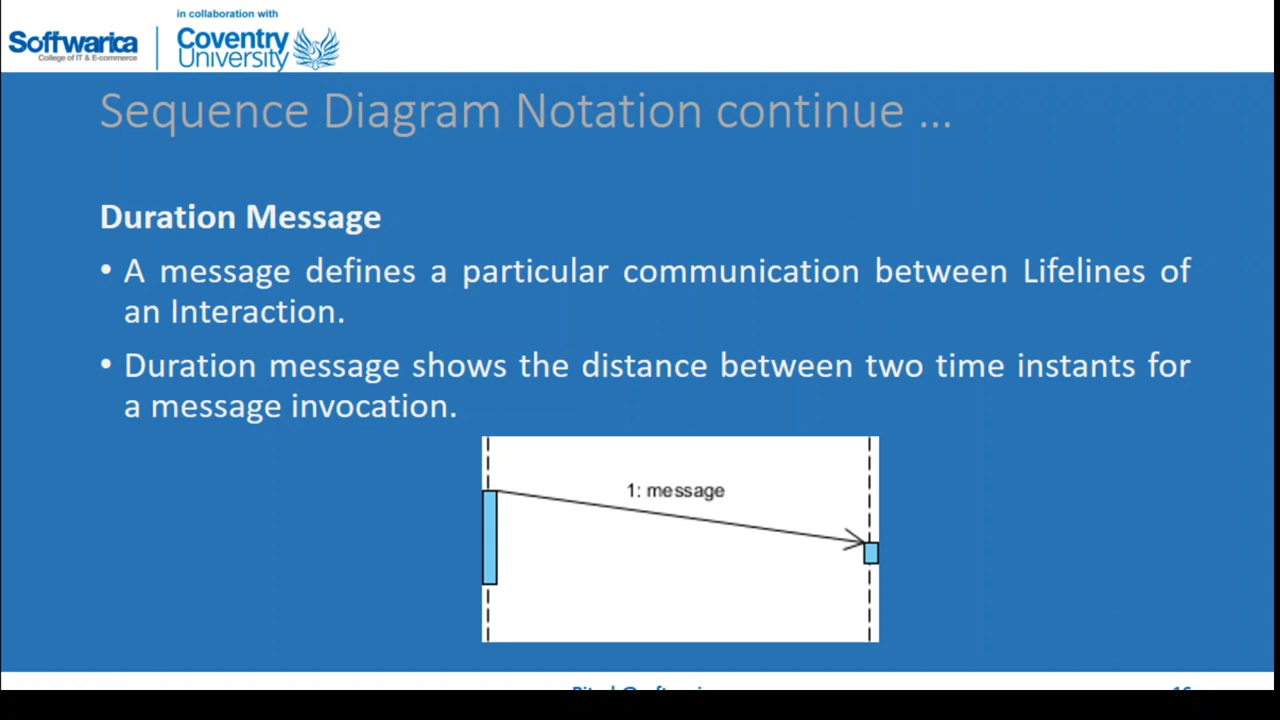 in collaboration with
Softwarica
College of IT & E-commerce
Coventry
University
Sequence Diagram Notation continue ...
Duration Message
• A message defines a particular communication between Lifelines of
an Interaction.
• Duration message shows the distance between two time instants for
a message invocation.
1: message